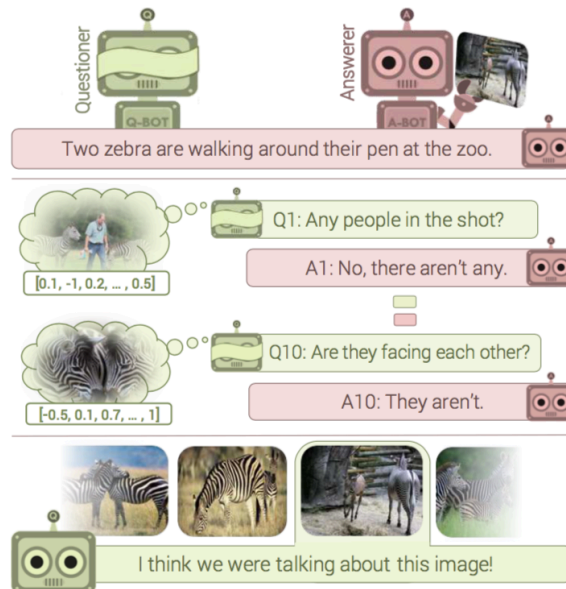 Q
A
Questioner
Answerer
Q-BOT
A-BOT
A
Two zebra are walking around their pen at the zoo.
Q
Q1: Any people in the shot?
[0.1, -1, 0.2, ... , 0.5]
A
A1: No, there aren't any.
Q
Q10: Are they facing each other?
[-0.5, 0.1, 0.7, ... , 1]
A
A10: They aren't.
Q
I think we were talking about this image!